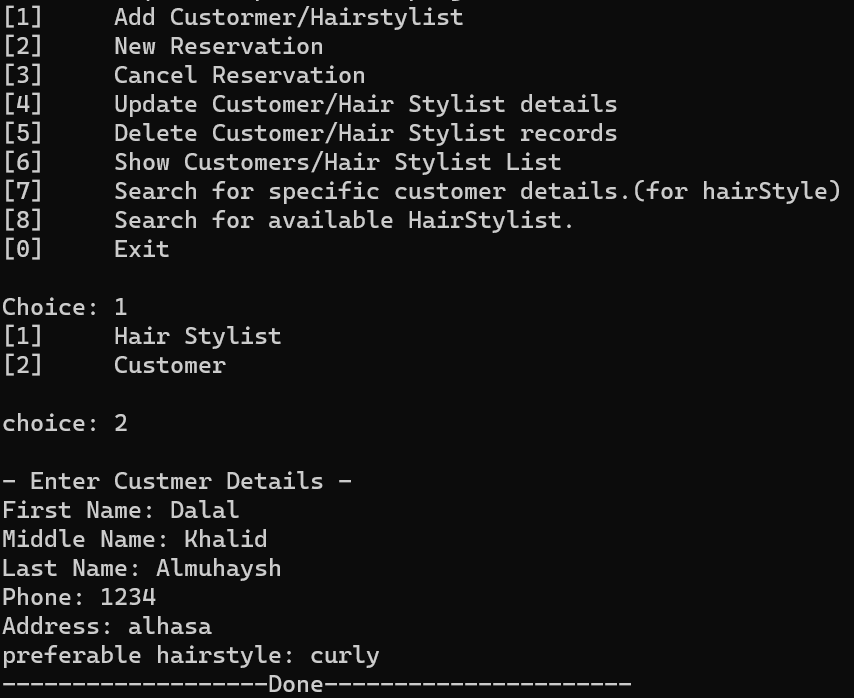 [1] Add Custormer/Hairstylist
[2] New Reservation
[3] Cancel Reservation
[4] Update Customer/Hair Stylist details
[5] Delete Customer/Hair Stylist records
[6] Show Customers/Hair Stylist List
[7] Search for specific customer details.(for hairStyle)
[8] Search for available HairStylist.
[0] Exit
Choice: 1
[1] Hair Stylist
[2] Customer
choice: 2
- Enter Custmer Details -
First Name: Dalal
Middle Name: Khalid
Last Name: Almuhaysh
Phone: 1234
Address: alhasa
preferable hairstyle: curly
-------------------Done----------------------